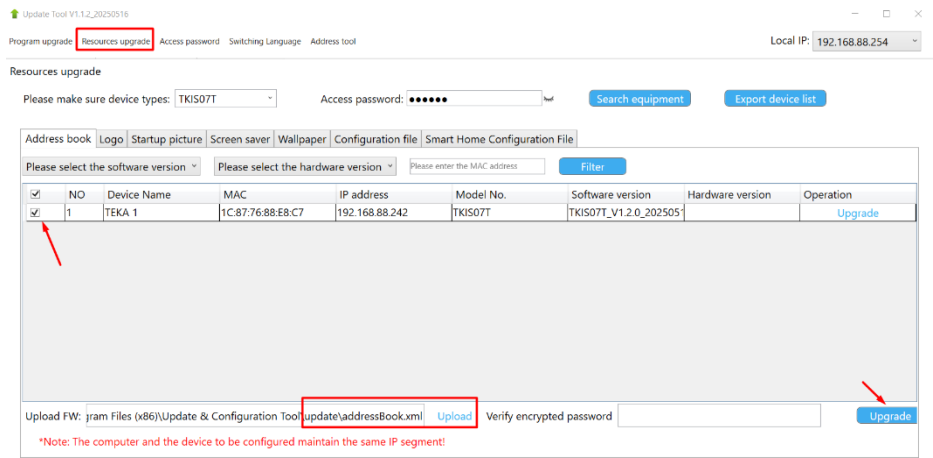 Update Tool V1.1.2_20250516
Program upgrade Resources upgrade Access password Switching Language Address tool Local IP: 192.168.88.254
Resources upgrade
Please make sure device types: TKIS07T Access password: ●●●●●● Search equipment Export device list
Address book Logo Startup picture Screen saver Wallpaper Configuration file Smart Home Configuration File
Please select the software version Please select the hardware version Please enter the MAC address Filter
NO Device Name MAC IP address Model No. Software version Hardware version Operation
1 TEKA 1 1C:87:76:88:E8:C7 192.168.88.242 TKIS07T TKIS07T_V1.2.0_202505 Upgrade
Upload FW: gram Files (x86)\Update & Configuration Tool\update\addressBook.xml Upload Verify encrypted password Upgrade
*Note: The computer and the device to be configured maintain the same IP segment!